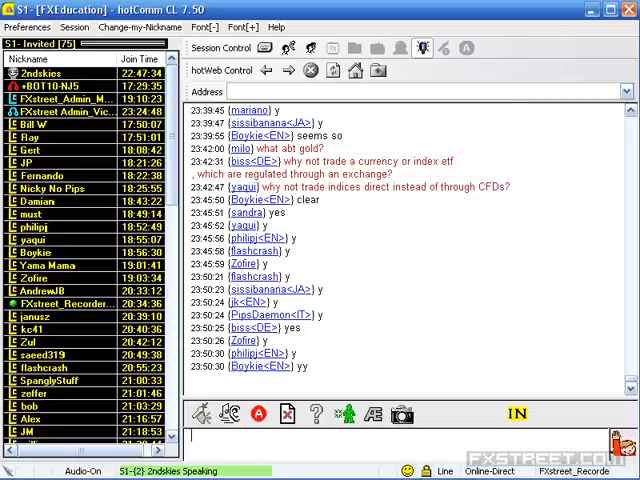 S1- [FXEducation] - hotComm CL 7.50
Preferences Session Change-my-Nickname Font[-] Font[+] Help
S1- Invited [75]
Nickname Join Time
2ndskies 22:47:34
+BOT10-NJ5 17:29:35
FXstreet_Admin_M... 19:10:23
FXstreet Admin_Vic... 23:24:48
Bill W 17:50:07
Ray 17:51:01
Gert 18:08:42
JP 18:21:26
Fernando 18:22:38
Nicky No Pips 18:25:55
Damian 18:43:22
must 18:49:14
philipj 18:52:49
yaqui 18:55:07
Boykie 18:56:30
Yama Mama 19:01:41
Zofire 19:03:34
AndrewJB 20:33:12
FXstreet_Recorder... 20:34:36
janusz 20:39:10
kc41 20:40:36
Zul 20:42:12
saeed319 20:49:38
flashcrash 20:55:23
SpanglyStuff 21:00:33
zeffer 21:01:46
bob 21:03:29
Alex 21:16:57
JM 21:18:53
Session Control
hotWeb Control
Address
23:39:45 {mariano} y
23:39:47 {sissibanana<JA>} y
23:39:55 {Boykie<EN>} seems so
23:42:00 {milo} what abt gold?
23:42:31 {biss<DE>} why not trade a currency or index etf
, which are regulated through an exchange?
23:42:47 {yaqui} why not trade indices direct instead of through CFDs?
23:45:50 {Boykie<EN>} clear
23:45:51 {sandra} yes
23:45:52 {yaqui} y
23:45:56 {philipj<EN>} y
23:45:58 {flashcrash} y
23:45:59 {Zofire} y
23:50:21 {flashcrash} y
23:50:23 {sissibanana<JA>} y
23:50:24 {jk<EN>} y
23:50:24 {PipsDaemon<IT>} y
23:50:25 {biss<DE>} yes
23:50:26 {Zofire} y
23:50:30 {philipj<EN>} y
23:50:30 {Boykie<EN>} yy
IN
FXSTREET.COM
Audio-On S1-{2} 2ndskies Speaking Line Online-Direct FXstreet_Recorde